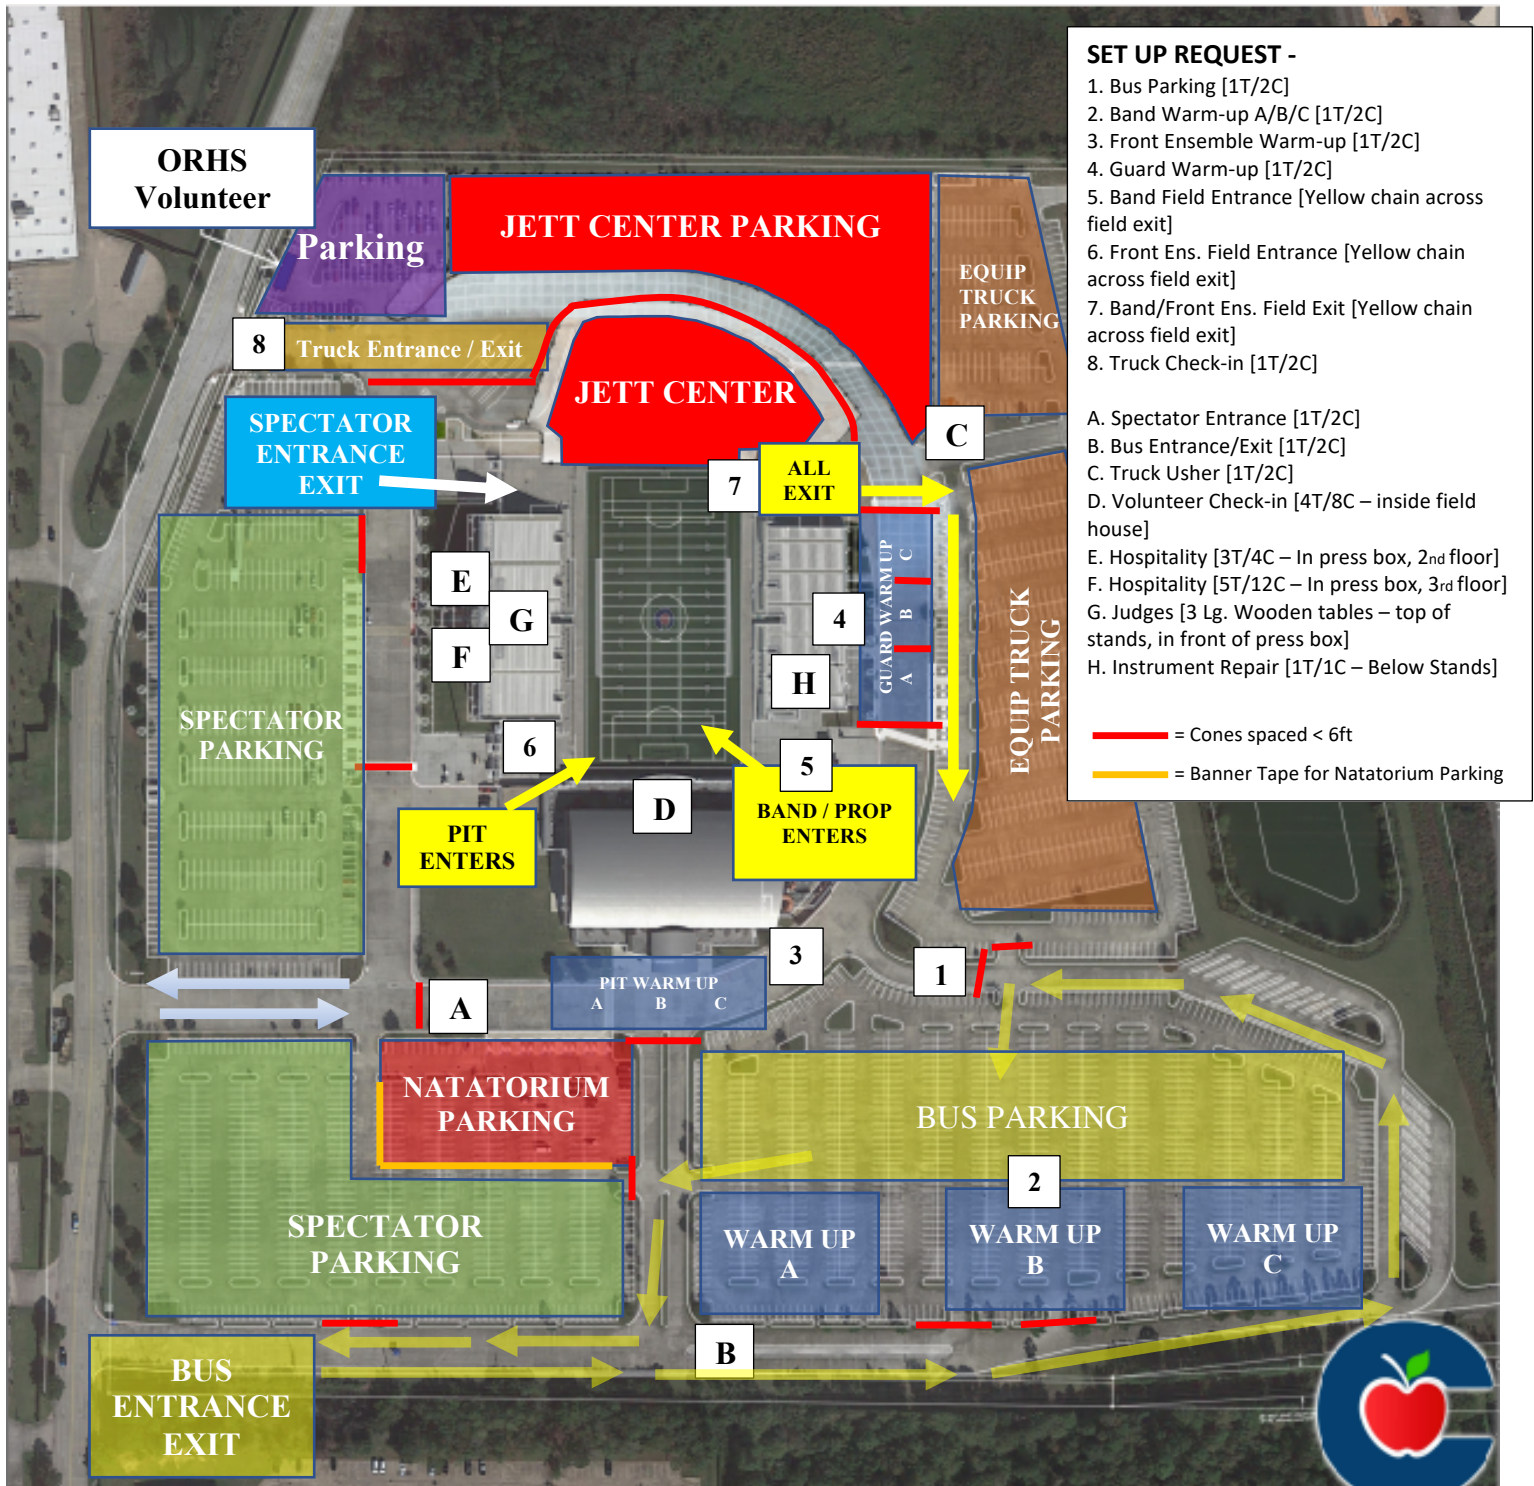 SET UP REQUEST -
1. Bus Parking [1T/2C]
2. Band Warm-up A/B/C [1T/2C]
3. Front Ensemble Warm-up [1T/2C]
4. Guard Warm-up [1T/2C]
5. Band Field Entrance [Yellow chain across
field exit]
6. Front Ens. Field Entrance [Yellow chain
across field exit]
7. Band/Front Ens. Field Exit [Yellow chain
across field exit]
8. Truck Check-in [1T/2C]
A. Spectator Entrance [1T/2C]
B. Bus Entrance/Exit [1T/2C]
C. Truck Usher [1T/2C]
D. Volunteer Check-in [4T/8C – inside field
house]
E. Hospitality [3T/4C – In press box, 2nd floor]
F. Hospitality [5T/12C – In press box, 3rd floor]
G. Judges [3 Lg. Wooden tables – top of
stands, in front of press box]
H. Instrument Repair [1T/1C – Below Stands]
= Cones spaced < 6ft
= Banner Tape for Natatorium Parking
ORHS
Volunteer
Parking
JETT CENTER PARKING
EQUIP
TRUCK
PARKING
8
Truck Entrance / Exit
JETT CENTER
SPECTATOR
ENTRANCE
EXIT
C
7
ALL
EXIT
E
G
F
4
GUARD WARM UP
A B C
H
EQUIP TRUCK
PARKING
SPECTATOR
PARKING
6
5
D
PIT
ENTERS
BAND / PROP
ENTERS
3
1
PIT WARM UP
A B C
A
NATATORIUM
PARKING
BUS PARKING
2
SPECTATOR
PARKING
WARM UP
A
WARM UP
B
WARM UP
C
B
BUS
ENTRANCE
EXIT